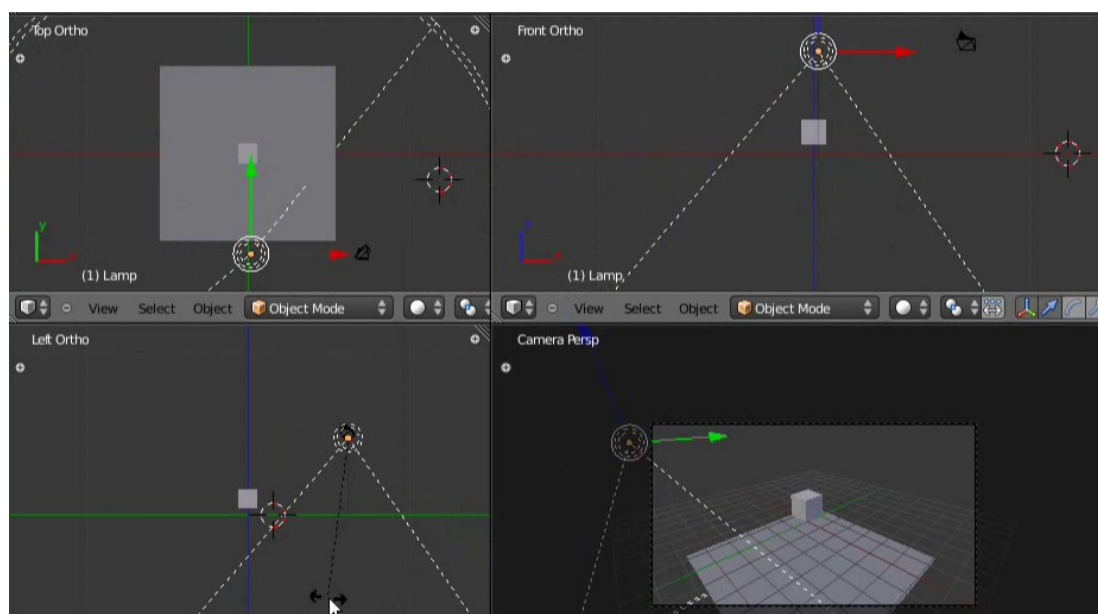 Top Ortho
Front Ortho
y
x
z
x
(1) Lamp
(1) Lamp
View Select Object Object Mode
View Select Object Object Mode
Left Ortho
Camera Persp